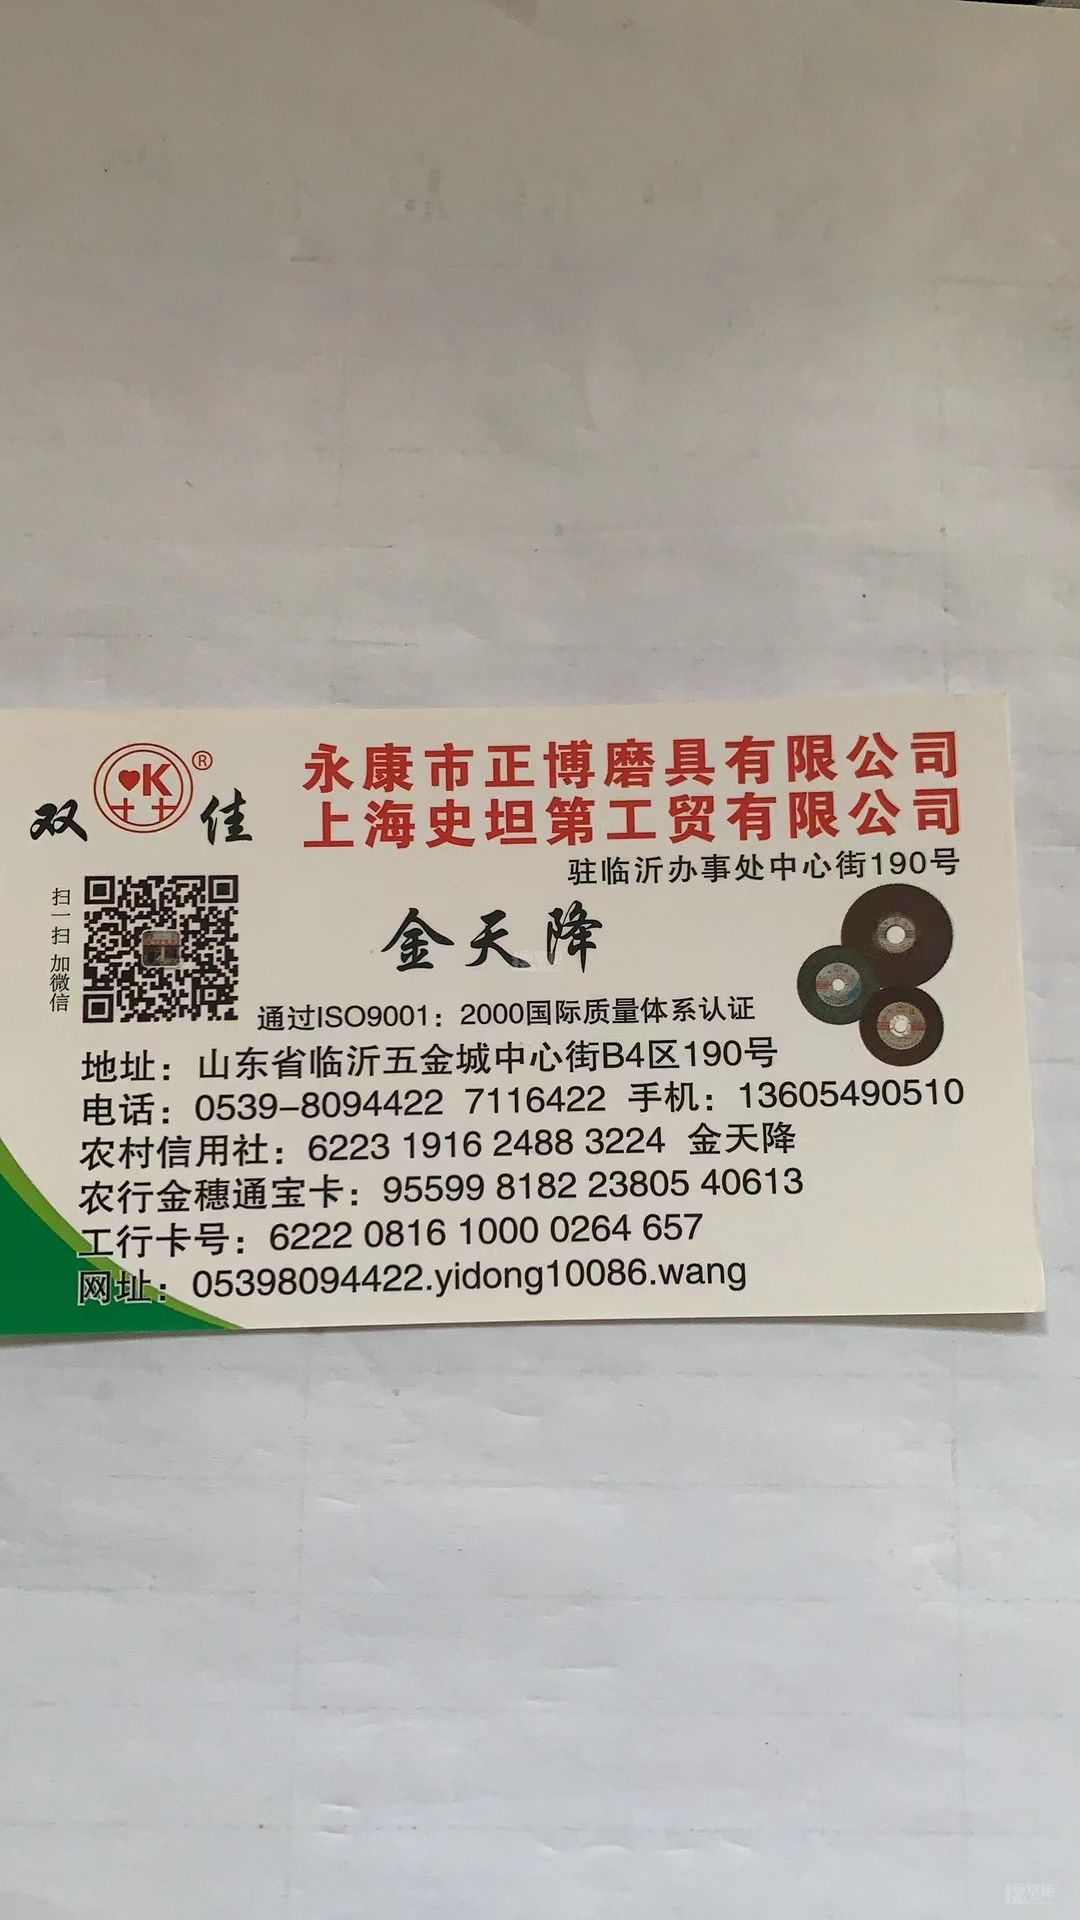 永康市正博磨具有限公司
上海史坦第工贸有限公司
驻临沂办事处中心街190号
双 K ® 佳
扫一扫 加微信
金天降
通过ISO9001：2000国际质量体系认证
地址：山东省临沂五金城中心街B4区190号
电话：0539-8094422 7116422 手机：13605490510
农村信用社：6223 1916 2488 3224 金天降
农行金穗通宝卡：95599 8182 23805 40613
工行卡号：6222 0816 1000 0264 657
网址：05398094422.yidong10086.wang